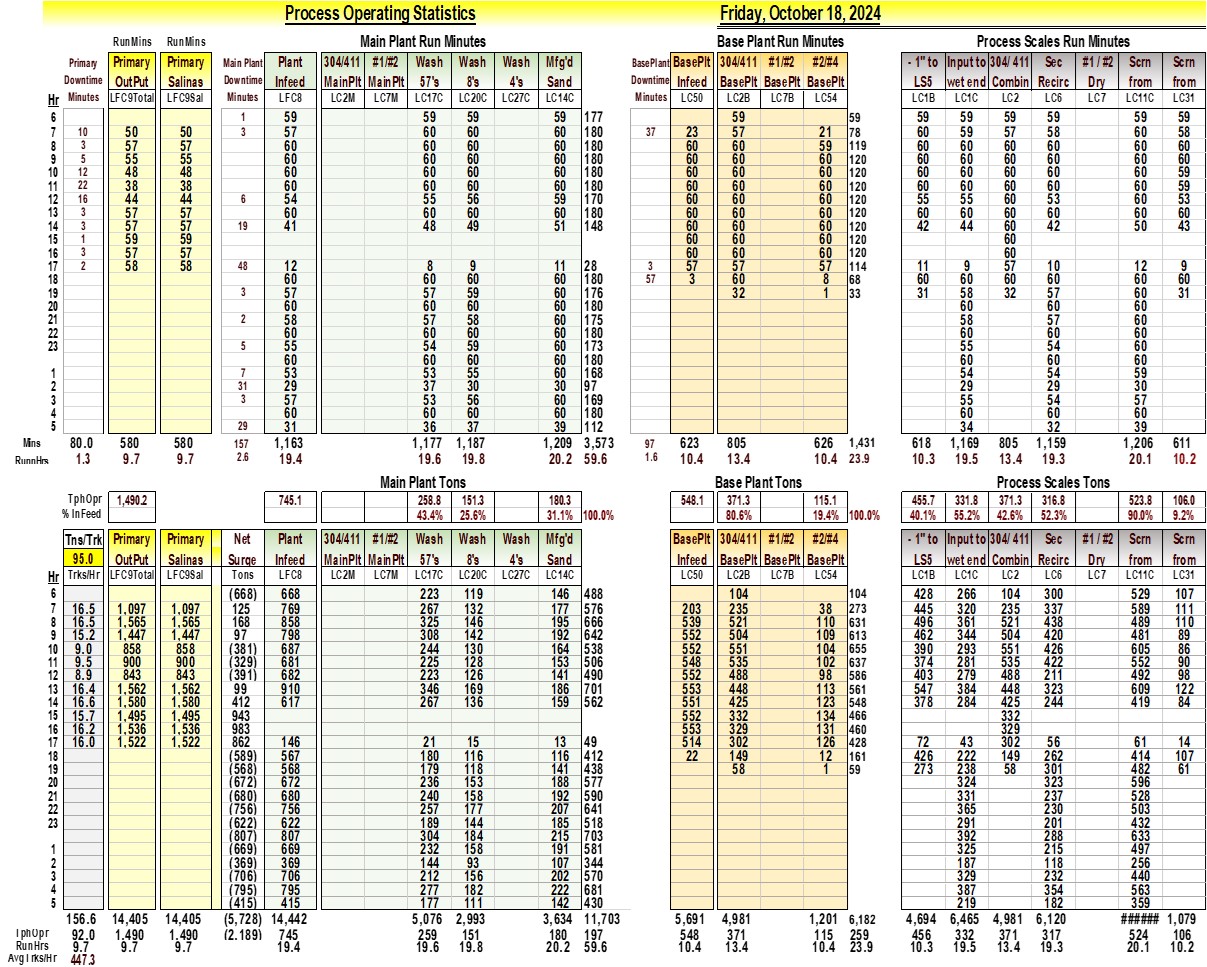 Process Operating Statistics Friday, October 18, 2024
RunMins RunMins Main Plant Run Minutes Base Plant Run Minutes Process Scales Run Minutes
Primary Primary Primary Main Plant Plant 304/411 #1/#2 Wash Wash Wash Mfg'd BasePlant BasePlt 304/411 #1/#2 #2/#4 - 1" to Input to 304/ 411 Sec #1 / #2 Scrn Scrn
Downtime OutPut Salinas Downtime Infeed MainPlt MainPlt 57's 8's 4's Sand Downtime Infeed BasePlt BasePlt BasePlt LS5 wet end Combin Recirc Dry from from
Hr Minutes LFC9Total LFC9Sal Minutes LFC8 LC2M LC7M LC17C LC20C LC27C LC14C Minutes LC50 LC2B LC7B LC54 LC1B LC1C LC2 LC6 LC7 LC11C LC31
6 1 59 59 59 59 177 59 59 59 59 59 59 59 59
7 10 50 50 3 57 60 60 60 180 37 23 57 21 78 60 59 57 58 60 58
8 3 57 57 60 60 60 60 180 60 60 59 119 60 60 60 60 60 60
9 5 55 55 60 60 60 60 180 60 60 60 120 60 60 60 60 60 60
10 12 48 48 60 60 60 60 180 60 60 60 120 60 60 60 60 60 59
11 22 38 38 60 60 60 60 180 60 60 60 120 60 60 60 60 60 59
12 16 44 44 6 54 55 56 59 170 60 60 60 120 55 55 60 53 60 53
13 3 57 57 60 60 60 60 180 60 60 60 120 60 60 60 60 60 60
14 3 57 57 19 41 48 49 51 148 60 60 60 120 42 44 60 42 50 43
15 1 59 59 60 60 60 120 60
16 3 57 57 60 60 60 120 60
17 2 58 58 48 12 8 9 11 28 3 57 57 57 114 11 9 57 10 12 9
18 60 60 60 60 180 57 3 60 8 68 60 60 60 60 60 60
19 3 57 57 59 60 176 32 1 33 31 58 32 57 60 31
20 60 60 60 60 180 60 60 60
21 2 58 57 58 60 175 58 57 60
22 60 60 60 60 180 60 60 60
23 5 55 54 59 60 173 55 54 60
60 60 60 60 180 60 60 60
1 7 53 53 55 60 168 54 54 59
2 31 29 37 30 30 97 29 29 30
3 3 57 53 56 60 169 55 54 57
4 60 60 60 60 180 60 60 60
5 29 31 36 37 39 112 34 32 39
Mins 80.0 580 580 157 1,163 1,177 1,187 1,209 3,573 97 623 805 626 1,431 618 1,169 805 1,159 1,206 611
RunnHrs 1.3 9.7 9.7 2.6 19.4 19.6 19.8 20.2 59.6 1.6 10.4 13.4 10.4 23.9 10.3 19.5 13.4 19.3 20.1 10.2
Main Plant Tons Base Plant Tons Process Scales Tons
TphOpr 1,490.2 745.1 258.8 151.3 180.3 548.1 371.3 115.1 455.7 331.8 371.3 316.8 523.8 106.0
% InFeed 43.4% 25.6% 31.1% 100.0% 80.6% 19.4% 100.0% 40.1% 55.2% 42.6% 52.3% 90.0% 9.2%
Tns/Trk Primary Primary Net Plant 304/411 #1/#2 Wash Wash Wash Mfg'd BasePlt 304/411 #1/#2 #2/#4 - 1" to Input to 304/ 411 Sec #1 / #2 Scrn Scrn
95.0 OutPut Salinas Surge Infeed MainPlt MainPlt 57's 8's 4's Sand Infeed BasePlt BasePlt BasePlt LS5 wet end Combin Recirc Dry from from
Hr Trks/Hr LFC9Total LFC9Sal Tons LFC8 LC2M LC7M LC17C LC20C LC27C LC14C LC50 LC2B LC7B LC54 LC1B LC1C LC2 LC6 LC7 LC11C LC31
6 (668) 668 223 119 146 488 104 104 428 266 104 300 529 107
7 16.5 1,097 1,097 125 769 267 132 177 576 203 235 38 273 445 320 235 337 589 111
8 16.5 1,565 1,565 168 858 325 146 195 666 539 521 110 631 496 361 521 438 489 110
9 15.2 1,447 1,447 97 798 308 142 192 642 552 504 109 613 462 344 504 420 481 89
10 9.0 858 858 (381) 687 244 130 164 538 552 551 104 655 390 293 551 426 605 86
11 9.5 900 900 (329) 681 225 128 153 506 548 535 102 637 374 281 535 422 552 90
12 8.9 843 843 (391) 682 223 126 141 490 552 488 98 586 403 279 488 211 492 98
13 16.4 1,562 1,562 99 910 346 169 186 701 553 448 113 561 547 384 448 323 609 122
14 16.6 1,580 1,580 412 617 267 136 159 562 551 425 123 548 378 284 425 244 419 84
15 15.7 1,495 1,495 943 552 332 134 466 332
16 16.2 1,536 1,536 983 553 329 131 460 329
17 16.0 1,522 1,522 862 146 21 15 13 49 514 302 126 428 72 43 302 56 61 14
18 (589) 567 180 116 116 412 22 149 12 161 426 222 149 262 414 107
19 (568) 568 179 118 141 438 58 1 59 273 238 58 301 482 61
20 (672) 672 236 153 188 577 324 323 596
21 (680) 680 240 158 192 590 331 237 528
22 (756) 756 257 177 207 641 365 230 503
23 (622) 622 189 144 185 518 291 201 432
(807) 807 304 184 215 703 392 288 633
1 (669) 669 232 158 191 581 325 215 497
2 (369) 369 144 93 107 344 187 118 256
3 (706) 706 212 156 202 570 329 232 440
4 (795) 795 277 182 222 681 387 354 563
5 (415) 415 177 111 142 430 219 182 359
156.6 14,405 14,405 (5,728) 14,442 5,076 2,993 3,634 11,703 5,691 4,981 1,201 6,182 4,694 6,465 4,981 6,120 ###### 1,079
TphOpr 92.0 1,490 1,490 (2,189) 745 259 151 180 197 548 371 115 259 456 332 371 317 524 106
RunHrs 9.7 9.7 9.7 19.4 19.6 19.8 20.2 59.6 10.4 13.4 10.4 23.9 10.3 19.5 13.4 19.3 20.1 10.2
Avg Trks/Hr 447.3